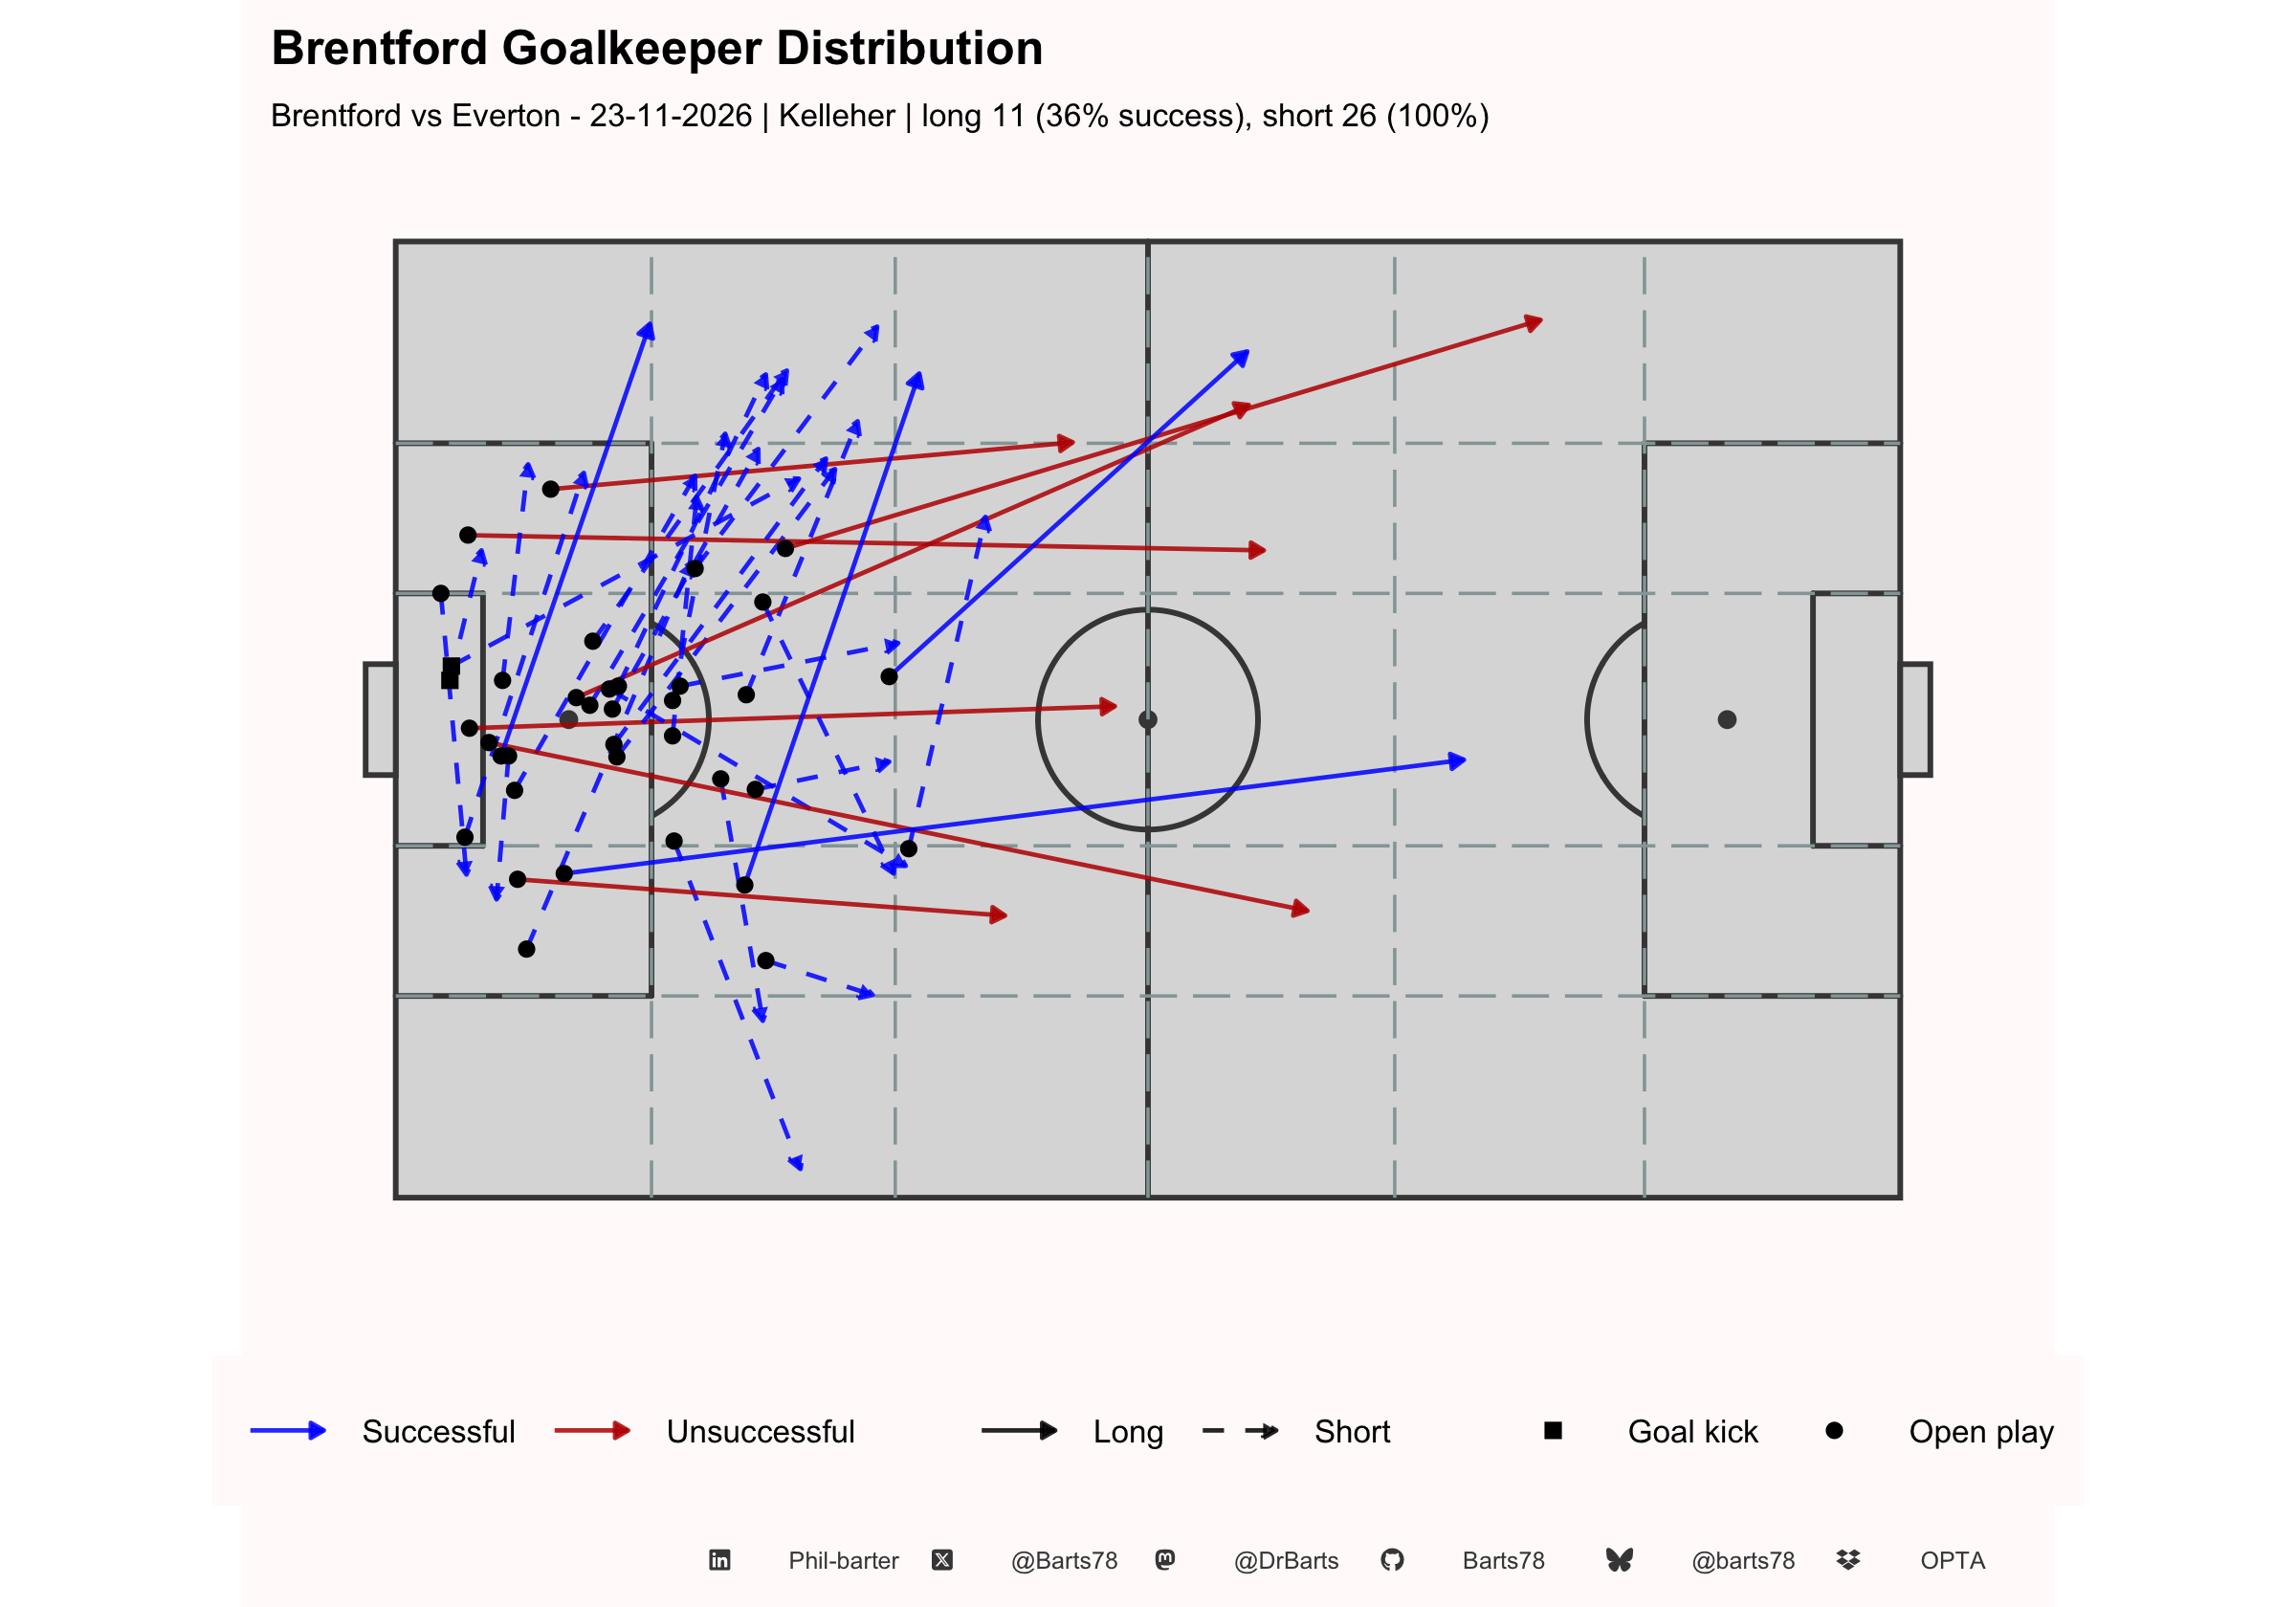 Brentford Goalkeeper Distribution
Brentford vs Everton - 23-11-2026 | Kelleher | long 11 (36% success), short 26 (100%)
Successful Unsuccessful Long Short Goal kick Open play
Phil-barter @Barts78 @DrBarts Barts78 @barts78 OPTA